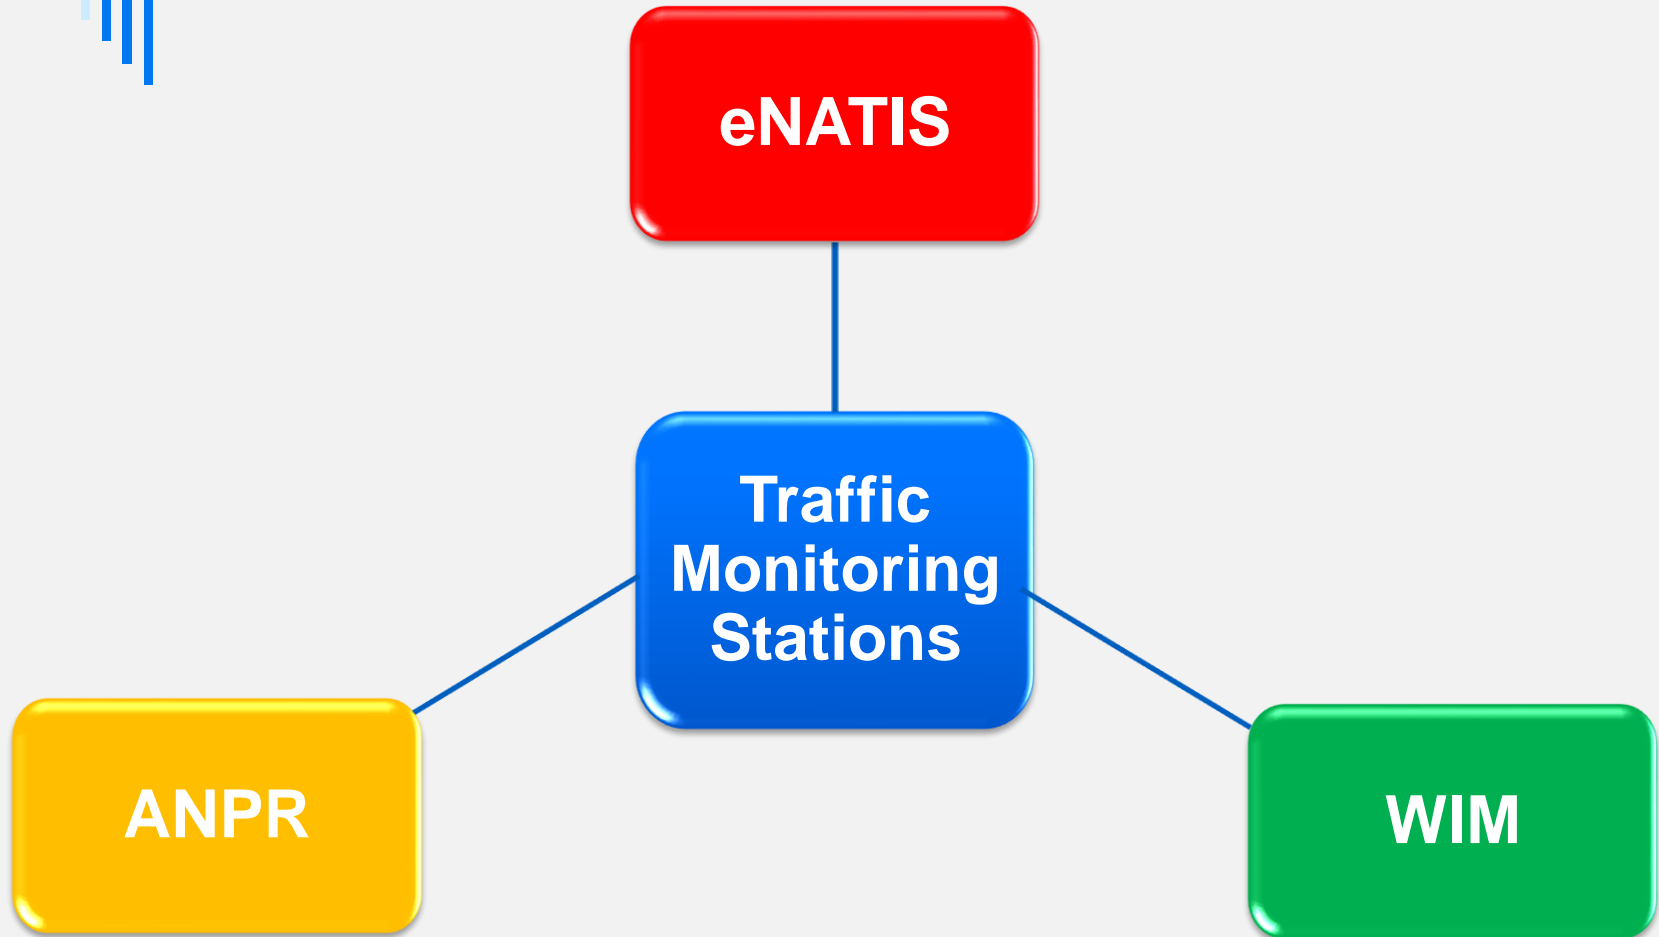 eNATIS
Traffic
Monitoring
Stations
ANPR
WIM